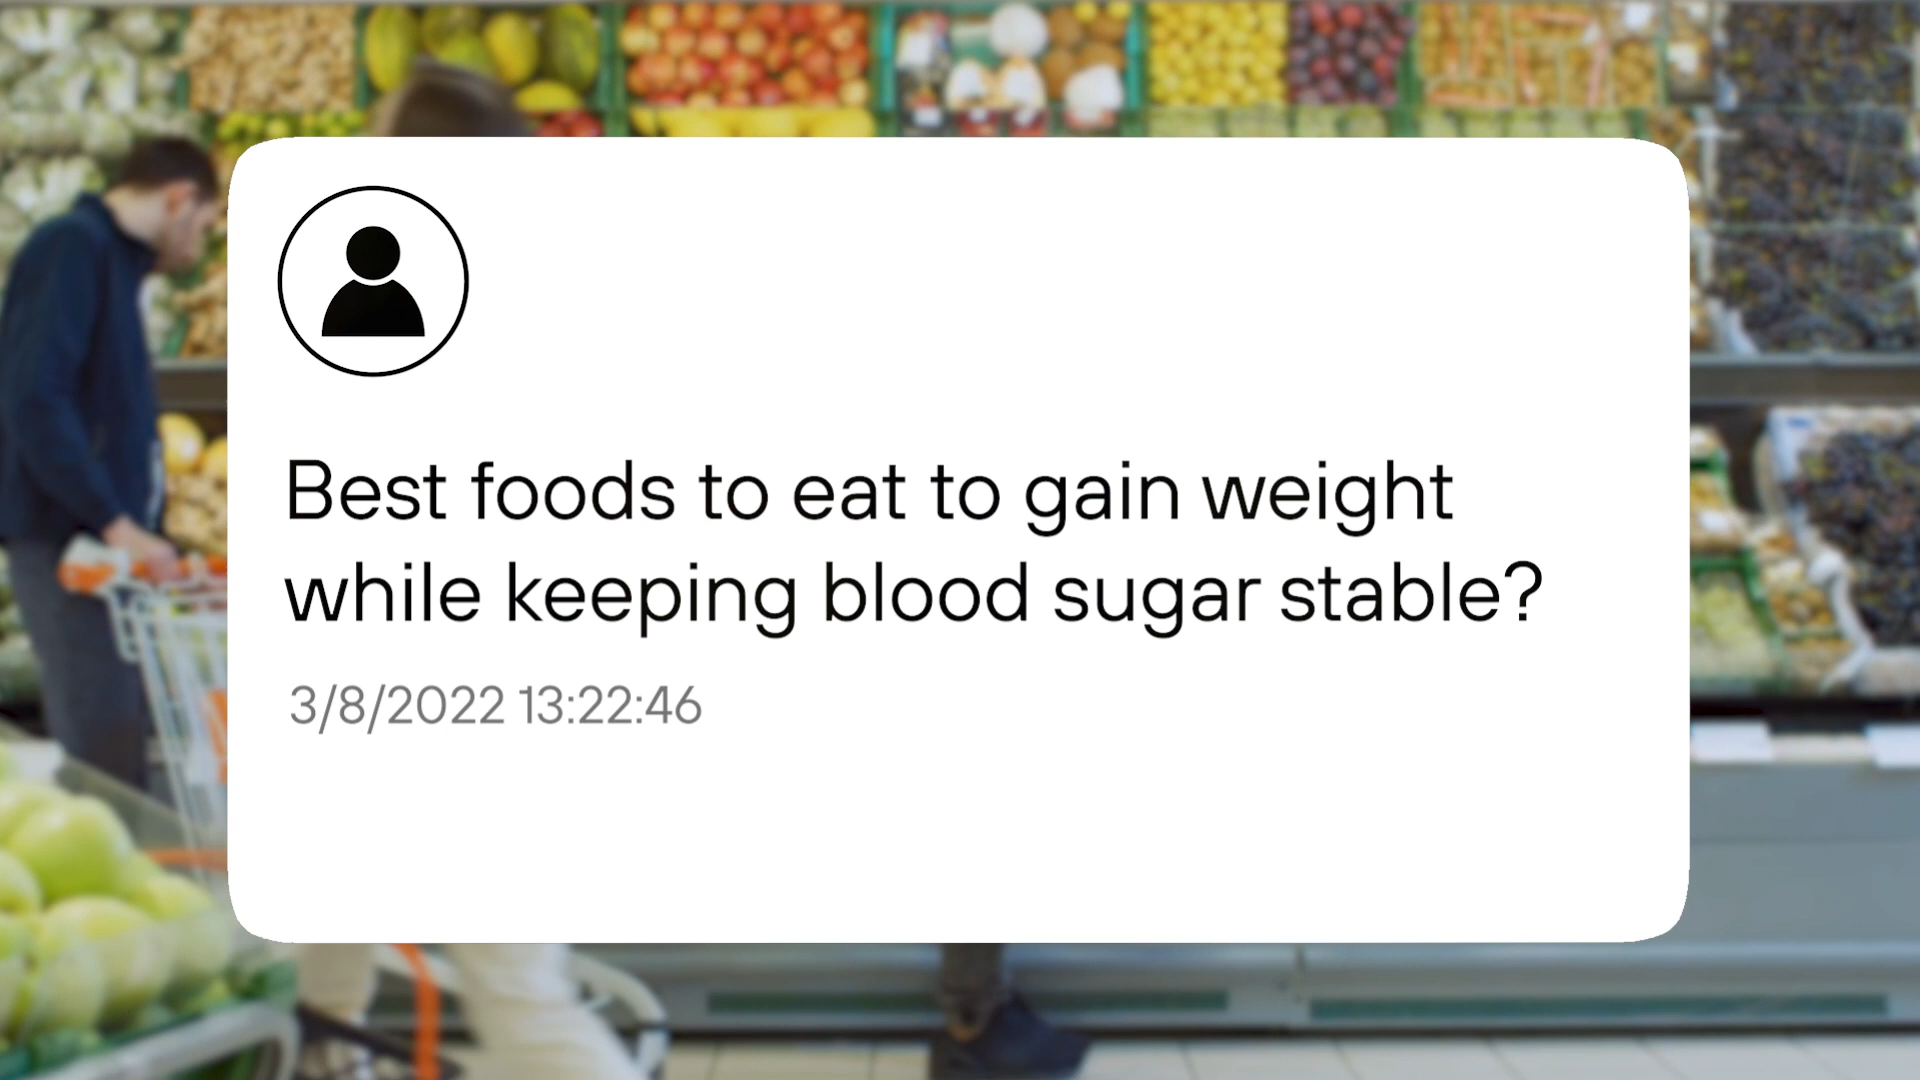 Best foods to eat to gain weight
while keeping blood sugar stable?
3/8/2022 13:22:46